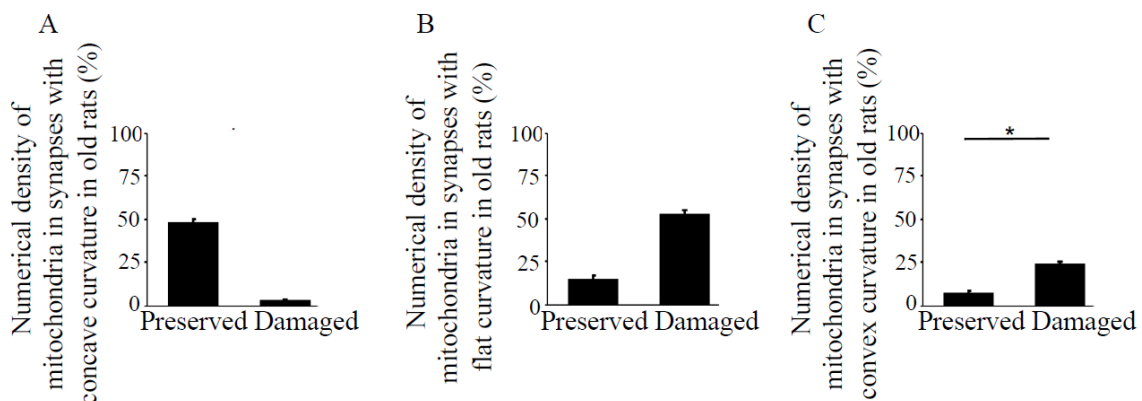 A
Numerical density of
mitochondria in synapses with
concave curvature in old rats (%)
100
75
50
25
0
Preserved Damaged
B
Numerical density of
mitochondria in synapses with
flat curvature in old rats (%)
100
75
50
25
0
Preserved Damaged
C
Numerical density of
mitochondria in synapses with
convex curvature in old rats (%)
100
75
50
25
0
*
Preserved Damaged